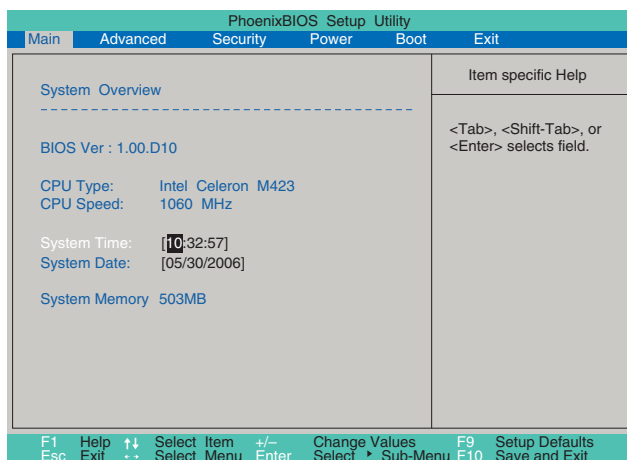 PhoenixBIOS Setup Utility
Main Advanced Security Power Boot Exit
System Overview
Item specific Help
<Tab>, <Shift-Tab>, or
<Enter> selects field.
BIOS Ver : 1.00.D10
CPU Type: Intel Celeron M423
CPU Speed: 1060 MHz
System Time: [10:32:57]
System Date: [05/30/2006]
System Memory 503MB
F1 Help ↑↓ Select Item +/– Change Values F9 Setup Defaults
Esc Exit ←→ Select Menu Enter Select ▸ Sub-Menu F10 Save and Exit